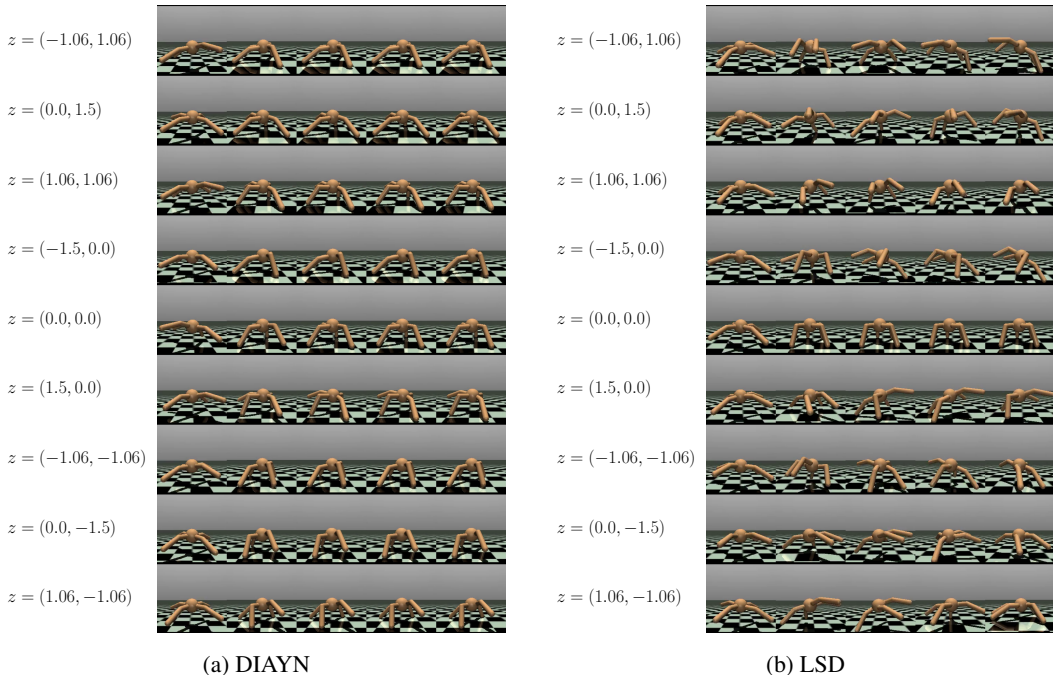 z = (−1.06, 1.06)
z = (0.0, 1.5)
z = (1.06, 1.06)
z = (−1.5, 0.0)
z = (0.0, 0.0)
z = (1.5, 0.0)
z = (−1.06, −1.06)
z = (0.0, −1.5)
z = (1.06, −1.06)
(a) DIAYN
z = (−1.06, 1.06)
z = (0.0, 1.5)
z = (1.06, 1.06)
z = (−1.5, 0.0)
z = (0.0, 0.0)
z = (1.5, 0.0)
z = (−1.06, −1.06)
z = (0.0, −1.5)
z = (1.06, −1.06)
(b) LSD